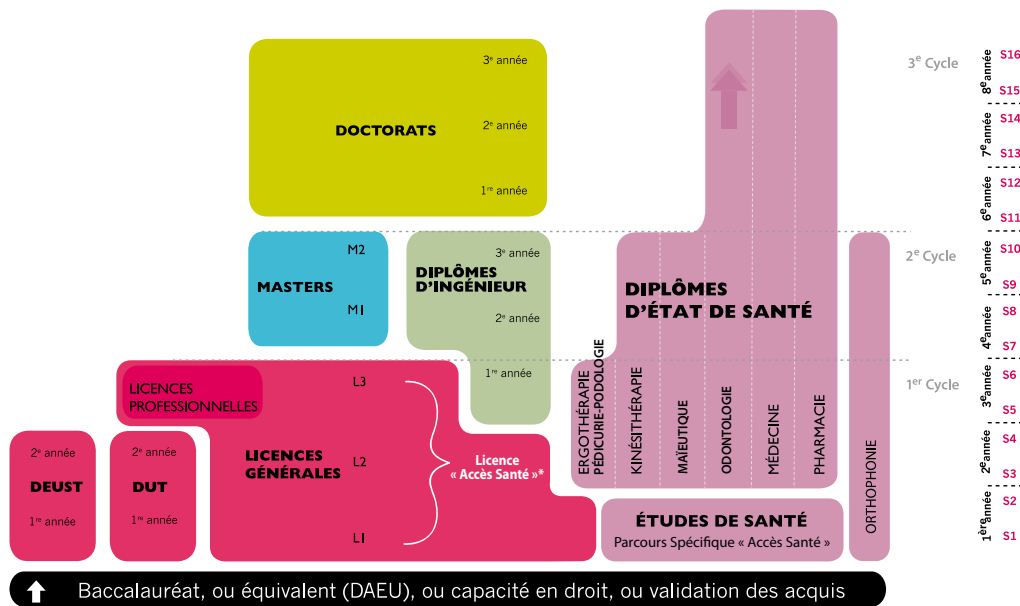 3e année
DOCTORATS
2e année
1re année
M2
MASTERS
M1
3e année
DIPLÔMES
D'INGÉNIEUR
2e année
1re année
DIPLÔMES
D'ÉTAT DE SANTÉ
ERGOTHÉRAPIE
PÉDICURIE-PODOLOGIE
KINÉSITHÉRAPIE
MAÏEUTIQUE
ODONTOLOGIE
MÉDECINE
PHARMACIE
ORTHOPHONIE
LICENCES
PROFESSIONNELLES
L3
LICENCES
GÉNÉRALES
L2
L1
Licence
« Accès Santé »*
2e année
DEUST
1re année
2e année
DUT
1re année
ÉTUDES DE SANTÉ
Parcours Spécifique « Accès Santé »
3e Cycle
2e Cycle
1er Cycle
8e année
7e année
6e année
5e année
4e année
3e année
2e année
1ère année
S16
S15
S14
S13
S12
S11
S10
S9
S8
S7
S6
S5
S4
S3
S2
S1
Baccalauréat, ou équivalent (DAEU), ou capacité en droit, ou validation des acquis